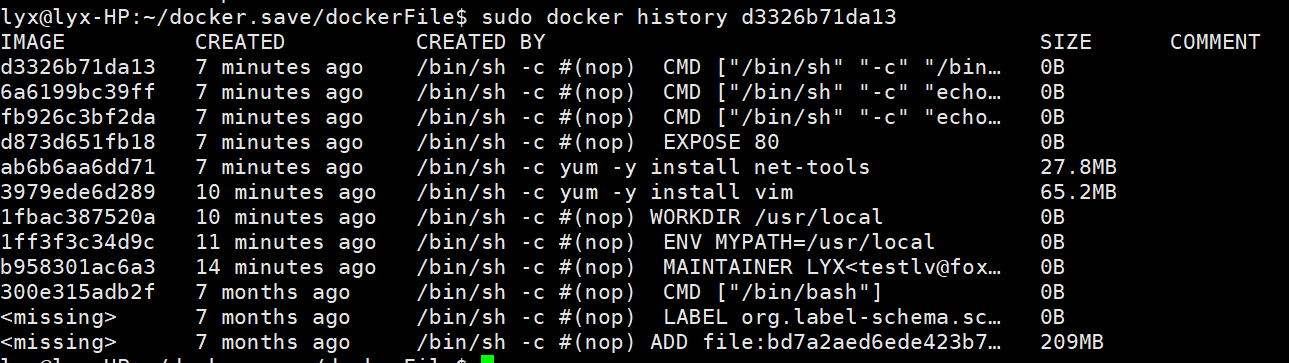 lyx@lyx-HP:~/docker.save/dockerFile$ sudo docker history d3326b71da13
IMAGE CREATED CREATED BY SIZE COMMENT
d3326b71da13 7 minutes ago /bin/sh -c #(nop) CMD ["/bin/sh" "-c" "/bin… 0B
6a6199bc39ff 7 minutes ago /bin/sh -c #(nop) CMD ["/bin/sh" "-c" "echo… 0B
fb926c3bf2da 7 minutes ago /bin/sh -c #(nop) CMD ["/bin/sh" "-c" "echo… 0B
d873d651fb18 7 minutes ago /bin/sh -c #(nop) EXPOSE 80 0B
ab6b6aa6dd71 7 minutes ago /bin/sh -c yum -y install net-tools 27.8MB
3979ede6d289 10 minutes ago /bin/sh -c yum -y install vim 65.2MB
1fbac387520a 10 minutes ago /bin/sh -c #(nop) WORKDIR /usr/local 0B
1ff3f3c34d9c 11 minutes ago /bin/sh -c #(nop) ENV MYPATH=/usr/local 0B
b958301ac6a3 14 minutes ago /bin/sh -c #(nop) MAINTAINER LYX<testlv@fox… 0B
300e315adb2f 7 months ago /bin/sh -c #(nop) CMD ["/bin/bash"] 0B
<missing> 7 months ago /bin/sh -c #(nop) LABEL org.label-schema.sc… 0B
<missing> 7 months ago /bin/sh -c #(nop) ADD file:bd7a2aed6ede423b7… 209MB
lyx@lyx-HP:~/docker.save/dockerFile$